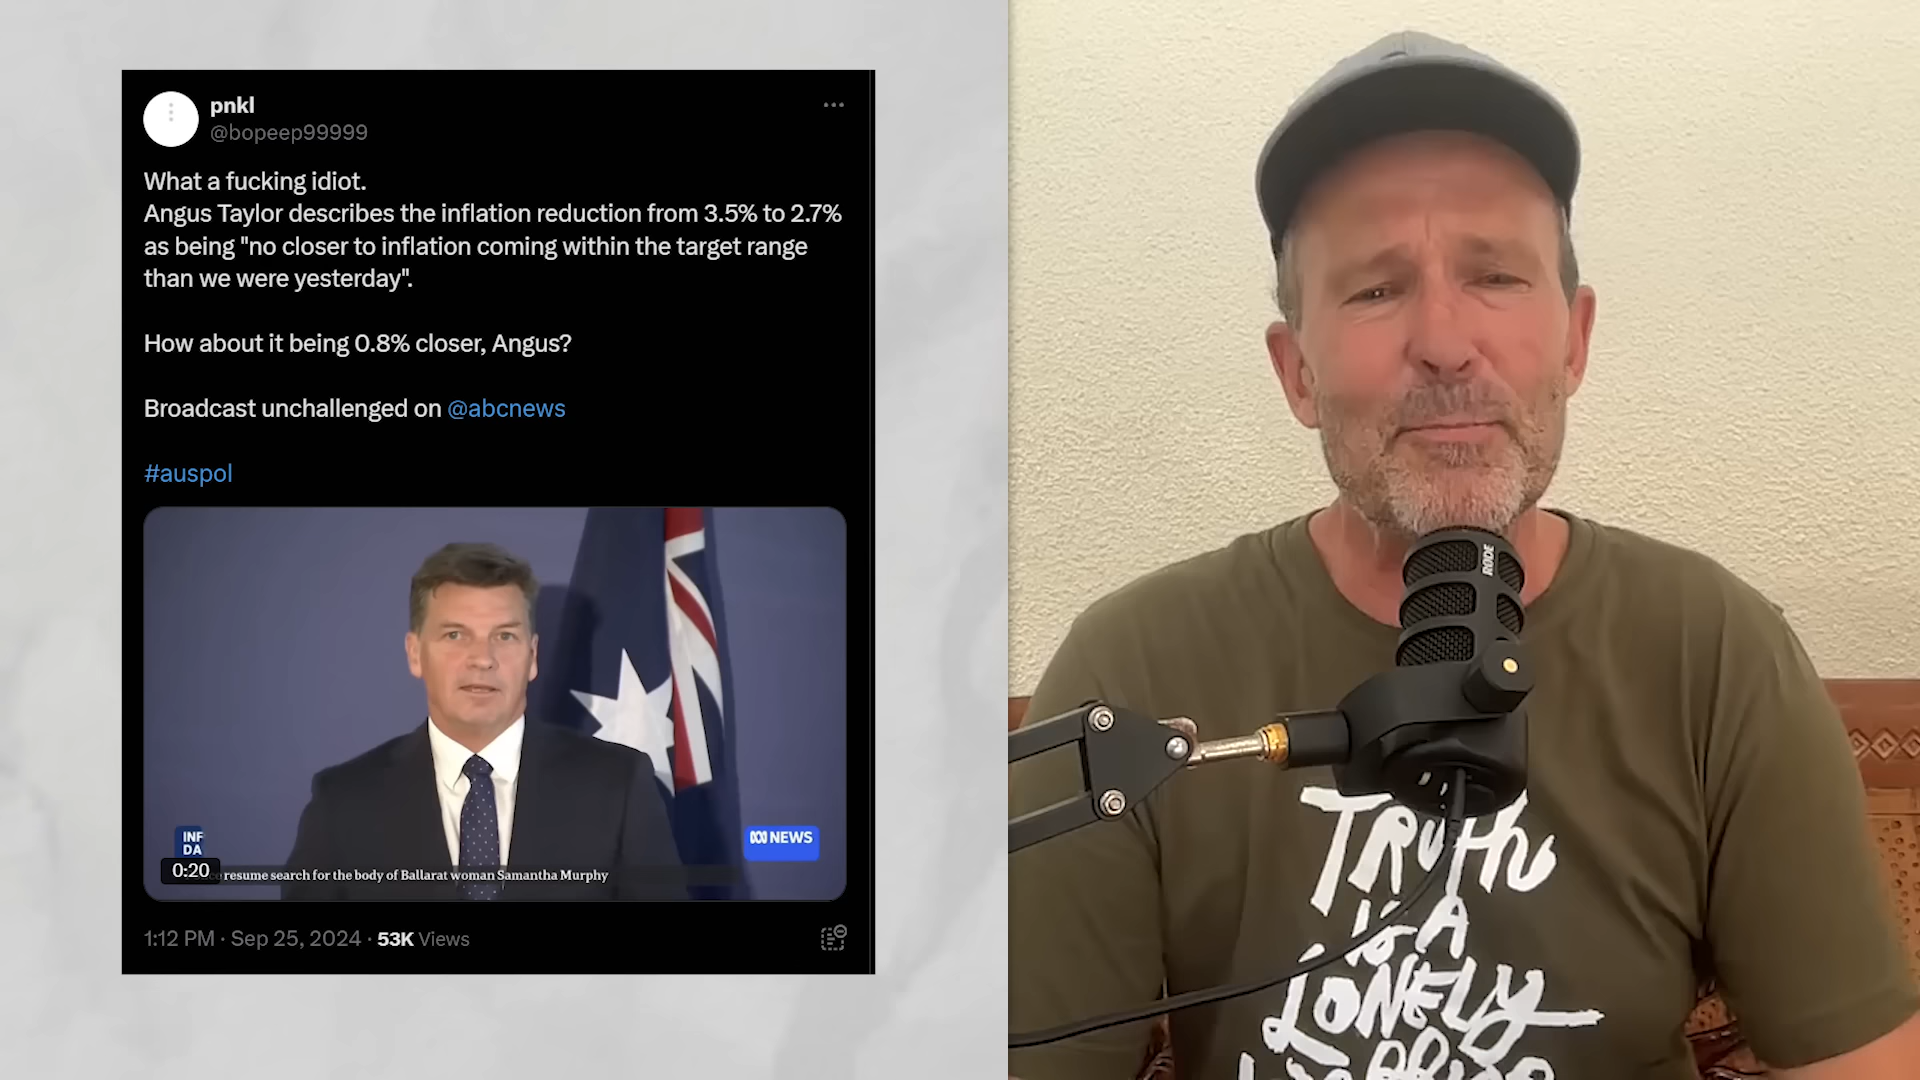 pnkl
@bopeep99999
What a fucking idiot.
Angus Taylor describes the inflation reduction from 3.5% to 2.7%
as being "no closer to inflation coming within the target range
than we were yesterday".
How about it being 0.8% closer, Angus?
Broadcast unchallenged on @abcnews
#auspol
INF
DA
NEWS
0:20
resume search for the body of Ballarat woman Samantha Murphy
1:12 PM · Sep 25, 2024 · 53K Views
RODE
TRUTH
IS A
LONELY